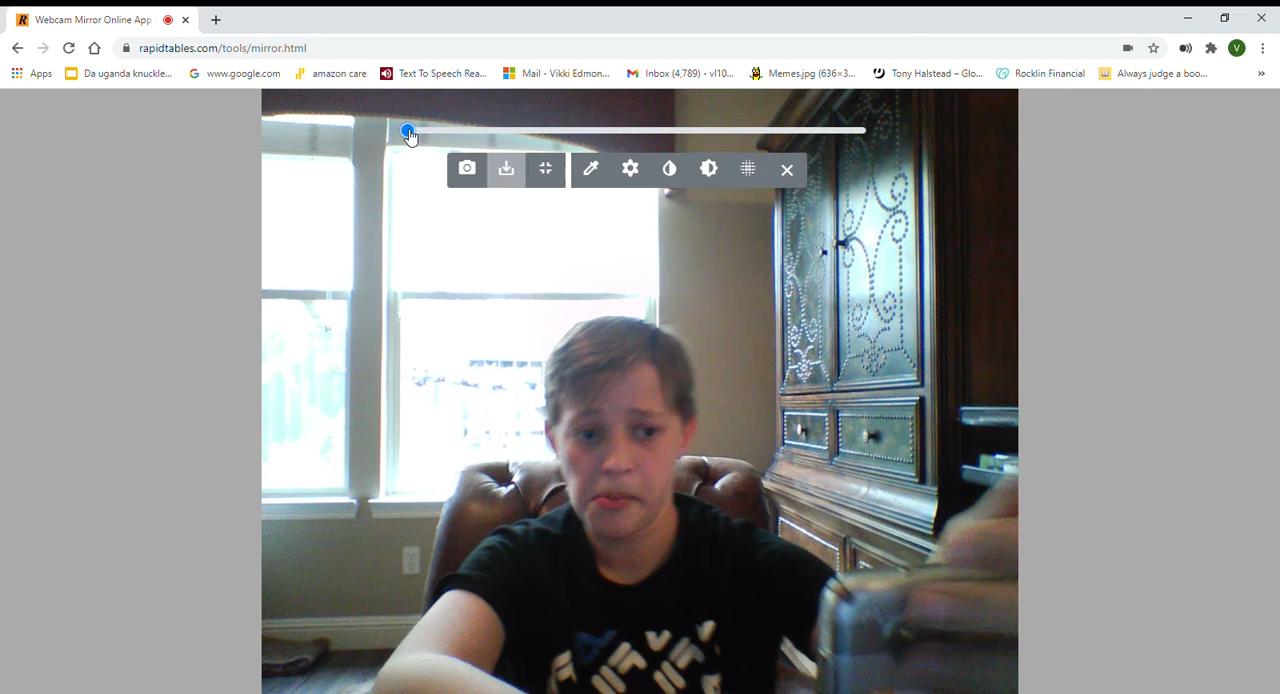 Webcam Mirror Online App
rapidtables.com/tools/mirror.html
V
Apps
Da uganda knuckle...
www.google.com
amazon care
Text To Speech Rea...
Mail - Vikki Edmon...
Inbox (4,789) - vl10...
Memes.jpg (636×3...
Tony Halstead – Glo...
Rocklin Financial
Always judge a boo...
»